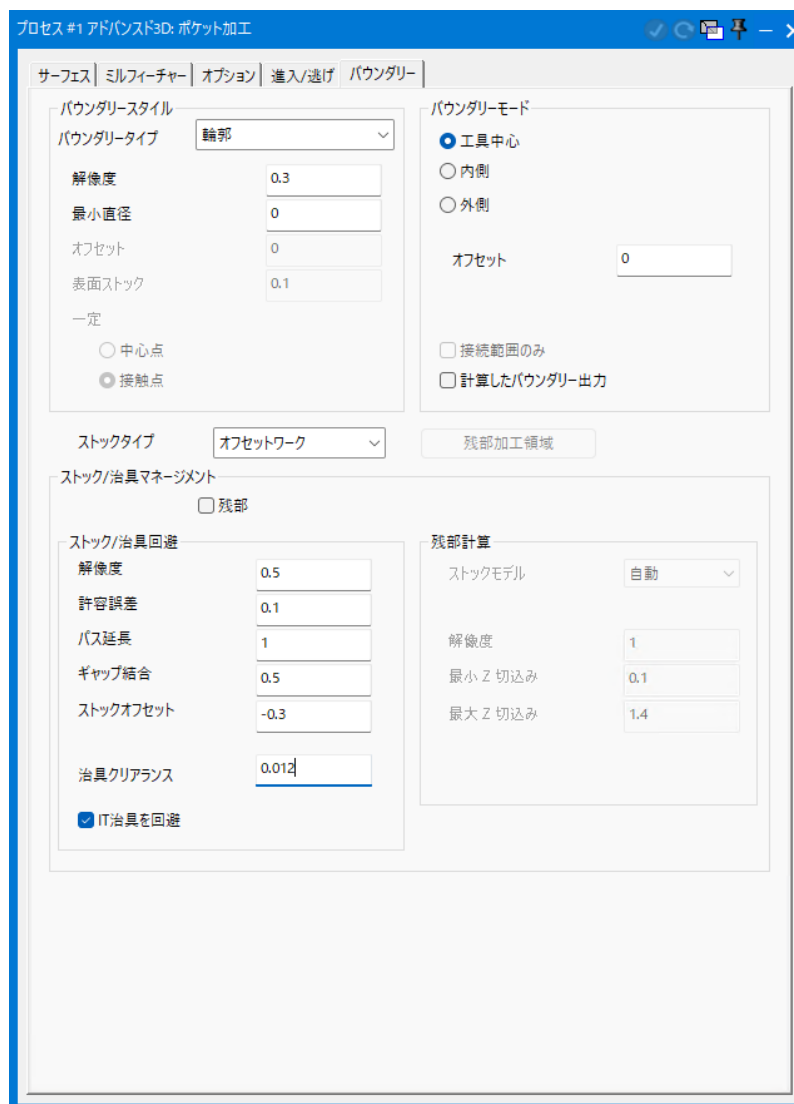 プロセス #1 アドバンスド3D: ポケット加工
サーフェス ミルフィーチャー オプション 進入/逃げ バウンダリー
バウンダリースタイル
バウンダリータイプ 輪郭
解像度 0.3
最小直径 0
オフセット 0
表面ストック 0.1
一定
中心点
接触点
バウンダリーモード
工具中心
内側
外側
オフセット 0
接続範囲のみ
計算したバウンダリー出力
ストックタイプ オフセットワーク 残部加工領域
ストック/治具マネージメント
残部
ストック/治具回避
解像度 0.5
許容誤差 0.1
パス延長 1
ギャップ結合 0.5
ストックオフセット -0.3
治具クリアランス 0.012
IT治具を回避
残部計算
ストックモデル 自動
解像度 1
最小 Z 切込み 0.1
最大 Z 切込み 1.4